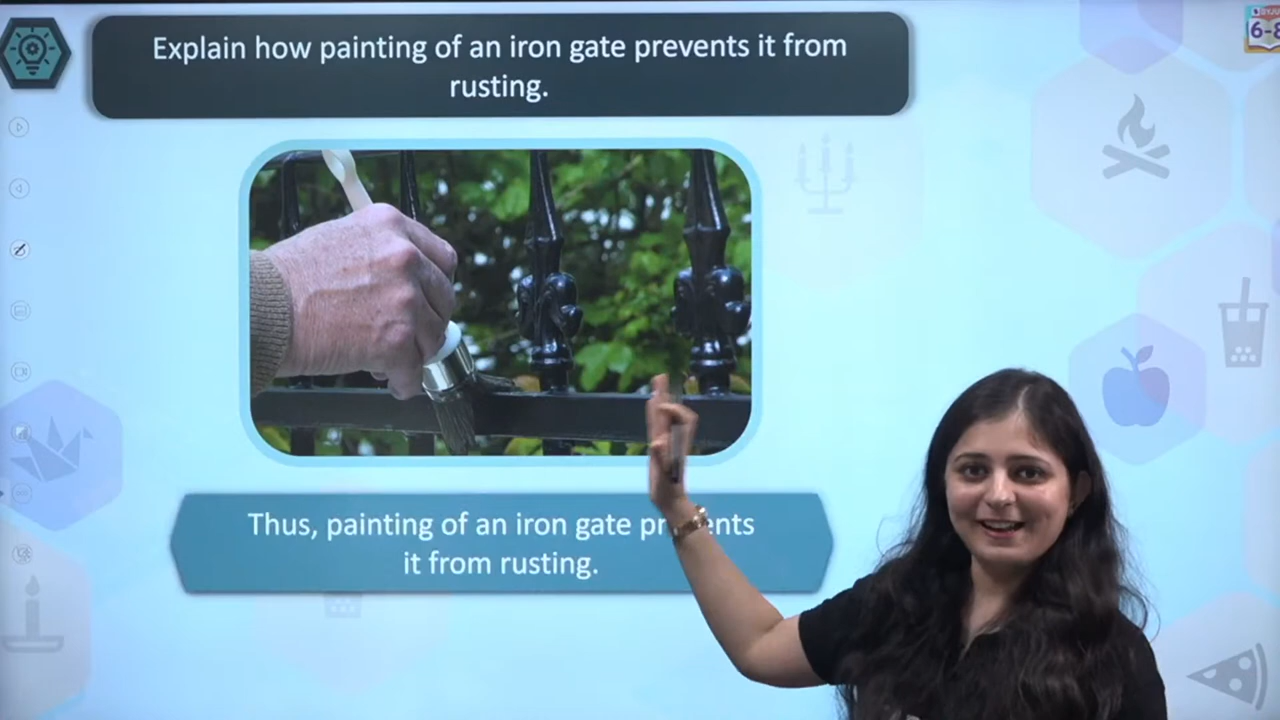 Explain how painting of an iron gate prevents it from
rusting.
6-8
Thus, painting of an iron gate prevents
it from rusting.